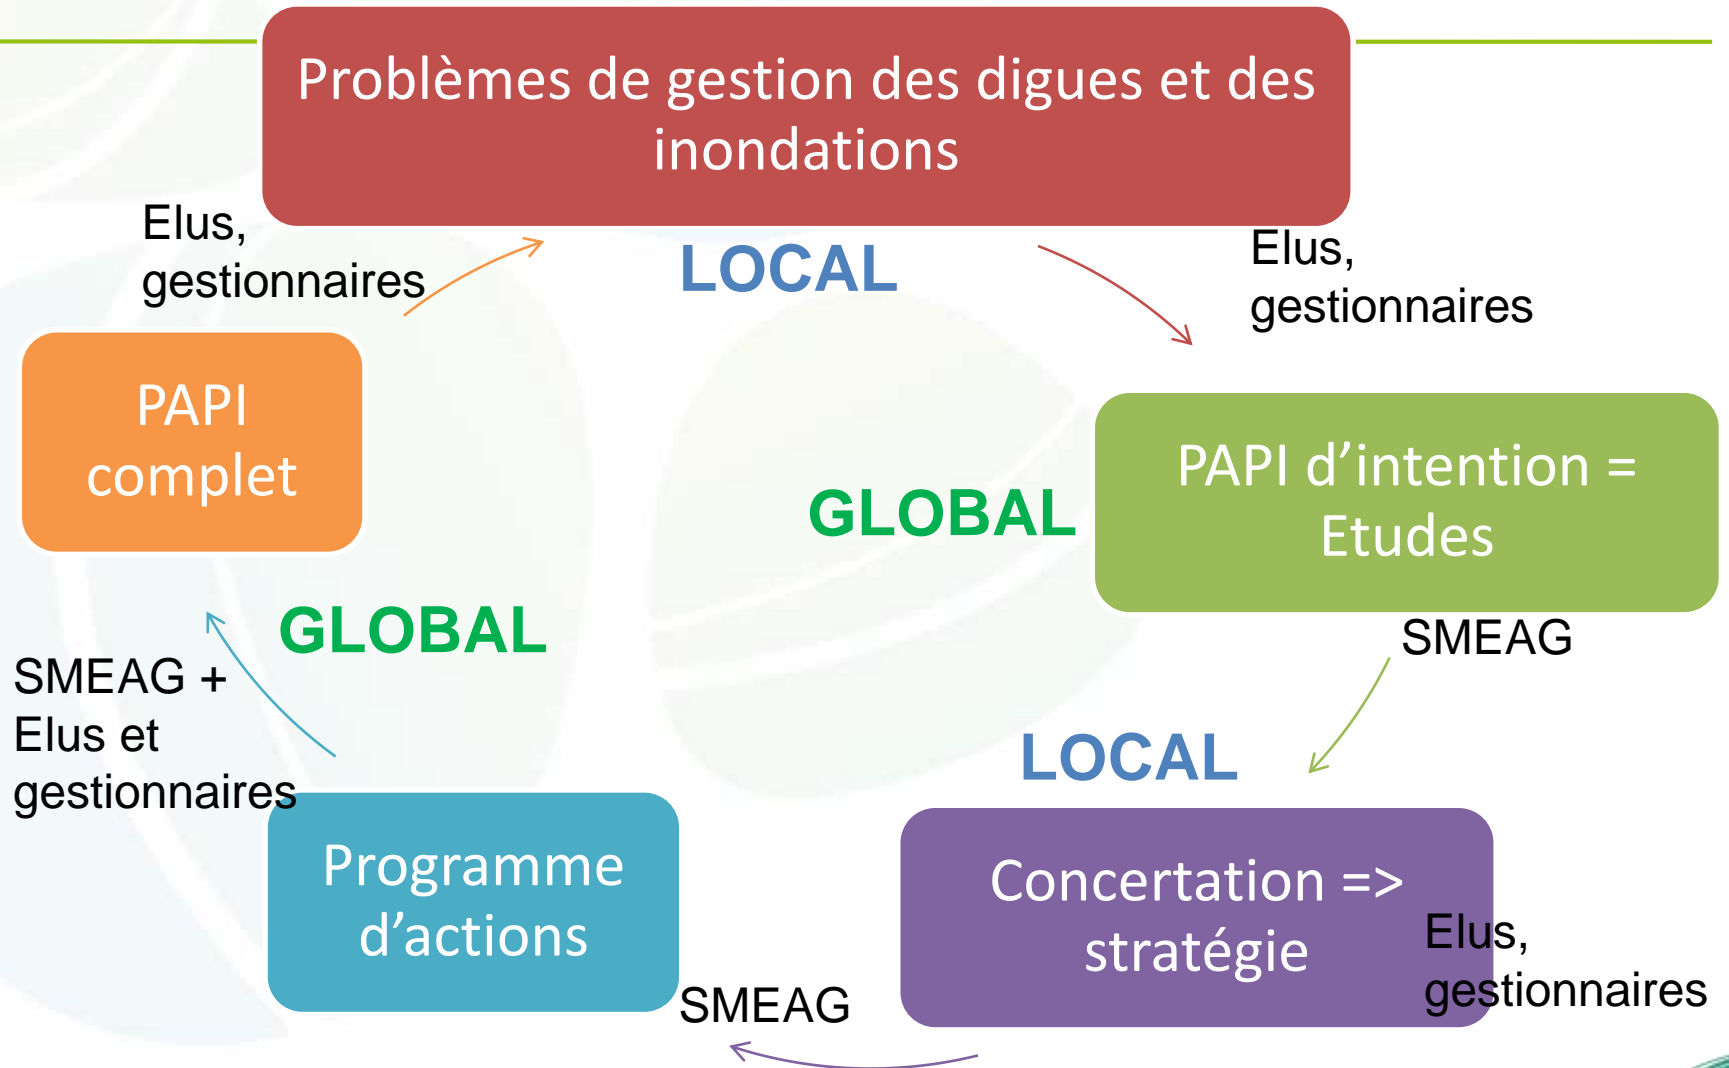 Problèmes de gestion des digues et des
inondations
Elus,
gestionnaires
LOCAL
Elus,
gestionnaires
PAPI
complet
GLOBAL
PAPI d’intention =
Etudes
GLOBAL
SMEAG
SMEAG +
Elus et
gestionnaires
LOCAL
Programme
d’actions
Concertation =>
stratégie
Elus,
gestionnaires
SMEAG